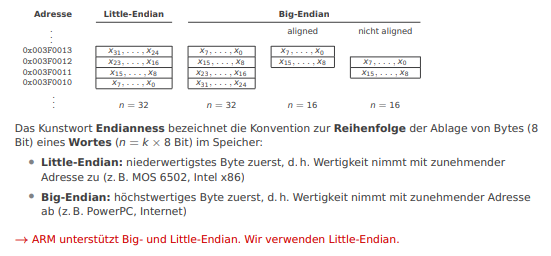 Adresse Little-Endian Big-Endian
aligned nicht aligned
⋮
0x003F0013 x31, . . . , x24 x7, . . . , x0 x7, . . . , x0
0x003F0012 x23, . . . , x16 x15, . . . , x8 x15, . . . , x8 x7, . . . , x0
0x003F0011 x15, . . . , x8 x23, . . . , x16 x15, . . . , x8
0x003F0010 x7, . . . , x0 x31, . . . , x24
⋮ n = 32 n = 32 n = 16 n = 16
Das Kunstwort Endianness bezeichnet die Konvention zur Reihenfolge der Ablage von Bytes (8
Bit) eines Wortes (n = k × 8 Bit) im Speicher:
• Little-Endian: niederwertigstes Byte zuerst, d. h. Wertigkeit nimmt mit zunehmender
Adresse zu (z. B. MOS 6502, Intel x86)
• Big-Endian: höchstwertiges Byte zuerst, d. h. Wertigkeit nimmt mit zunehmender Adresse
ab (z. B. PowerPC, Internet)
→ ARM unterstützt Big- und Little-Endian. Wir verwenden Little-Endian.